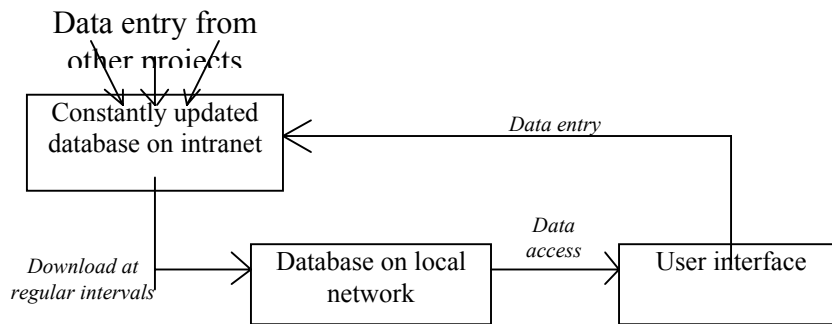 Data entry from
other projects
Constantly updated
database on intranet
Data entry
Data
access
Download at
regular intervals
Database on local
network
User interface